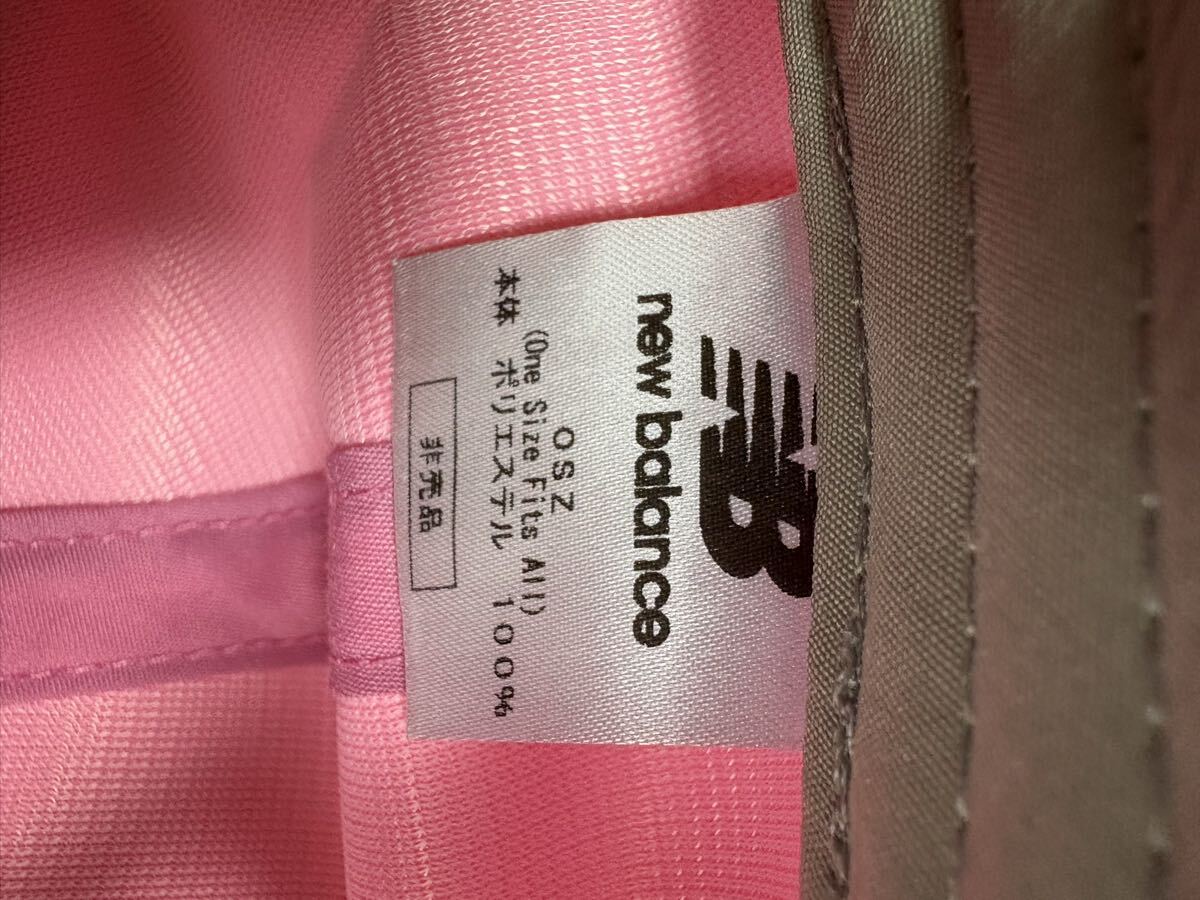 NB
new balance
OSZ
(One Size Fits All)
本体 ポリエステル 100%
非売品